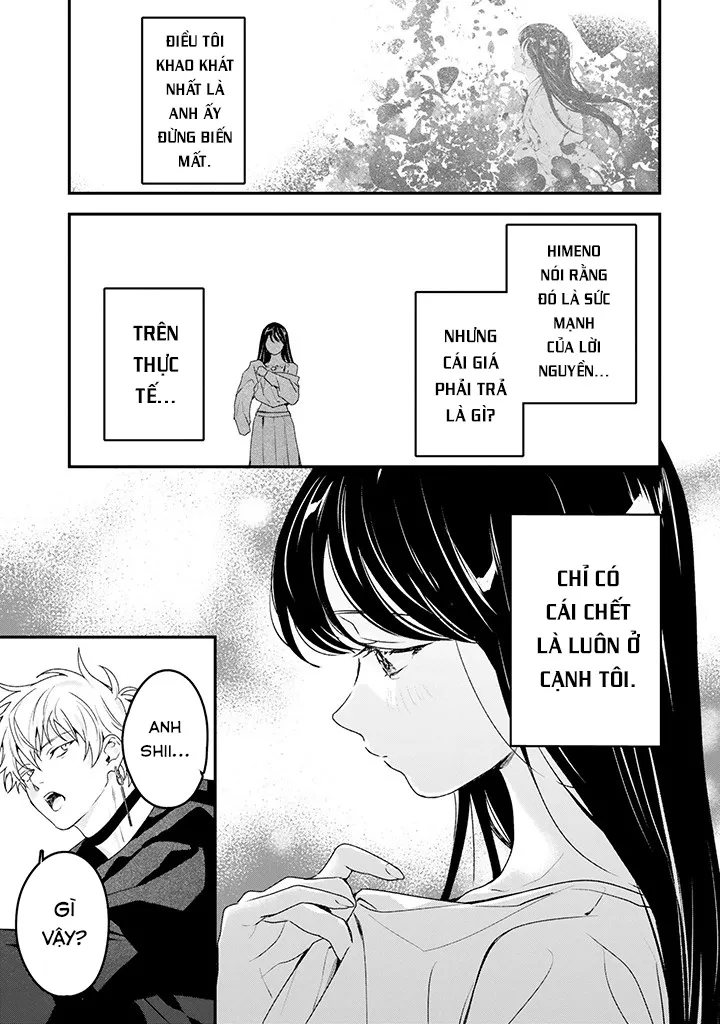 ĐIỀU TÔI
KHAO KHÁT
NHẤT LÀ
ANH ẤY
ĐỪNG BIẾN
MẤT.
HIMENO
NÓI RẰNG
ĐÓ LÀ SỨC
MẠNH
CỦA LỜI
NGUYỀN...
NHƯNG
CÁI GIÁ
PHẢI TRẢ
LÀ GÌ?
TRÊN
THỰC
TẾ...
CHỈ CÓ
CÁI CHẾT
LÀ LUÔN Ở
CẠNH TÔI.
ANH
SHII...
GÌ
VẬY?